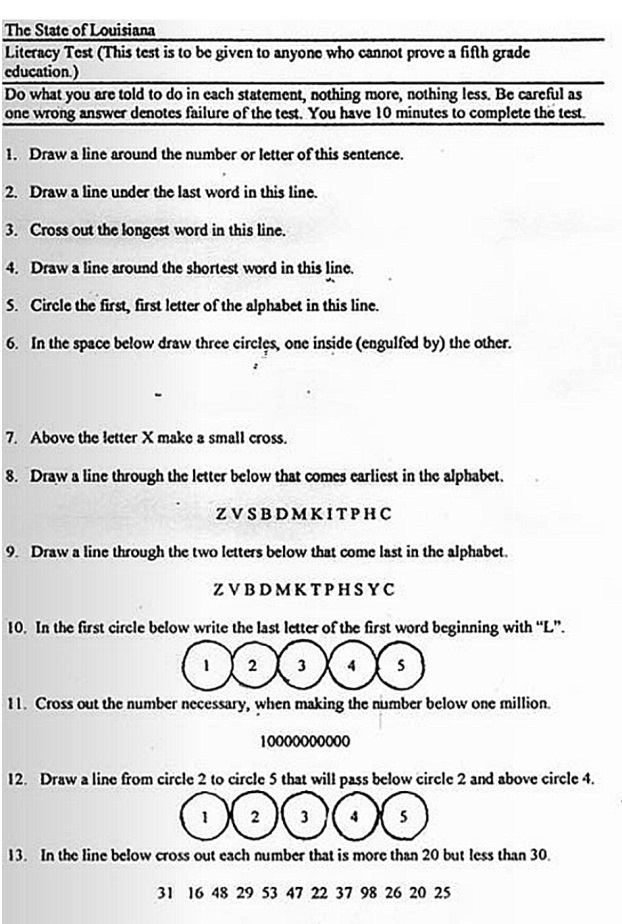 The State of Louisiana
Literacy Test (This test is to be given to anyone who cannot prove a fifth grade
education.)
Do what you are told to do in each statement, nothing more, nothing less. Be careful as
one wrong answer denotes failure of the test. You have 10 minutes to complete the test.
1. Draw a line around the number or letter of this sentence.
2. Draw a line under the last word in this line.
3. Cross out the longest word in this line.
4. Draw a line around the shortest word in this line.
5. Circle the first, first letter of the alphabet in this line.
6. In the space below draw three circles, one inside (engulfed by) the other.
7. Above the letter X make a small cross.
8. Draw a line through the letter below that comes earliest in the alphabet.
Z V S B D M K I T P H C
9. Draw a line through the two letters below that come last in the alphabet.
Z V B D M K T P H S Y C
10. In the first circle below write the last letter of the first word beginning with “L”.
1 2 3 4 5
11. Cross out the number necessary, when making the number below one million.
10000000000
12. Draw a line from circle 2 to circle 5 that will pass below circle 2 and above circle 4.
1 2 3 4 5
13. In the line below cross out each number that is more than 20 but less than 30.
31 16 48 29 53 47 22 37 98 26 20 25